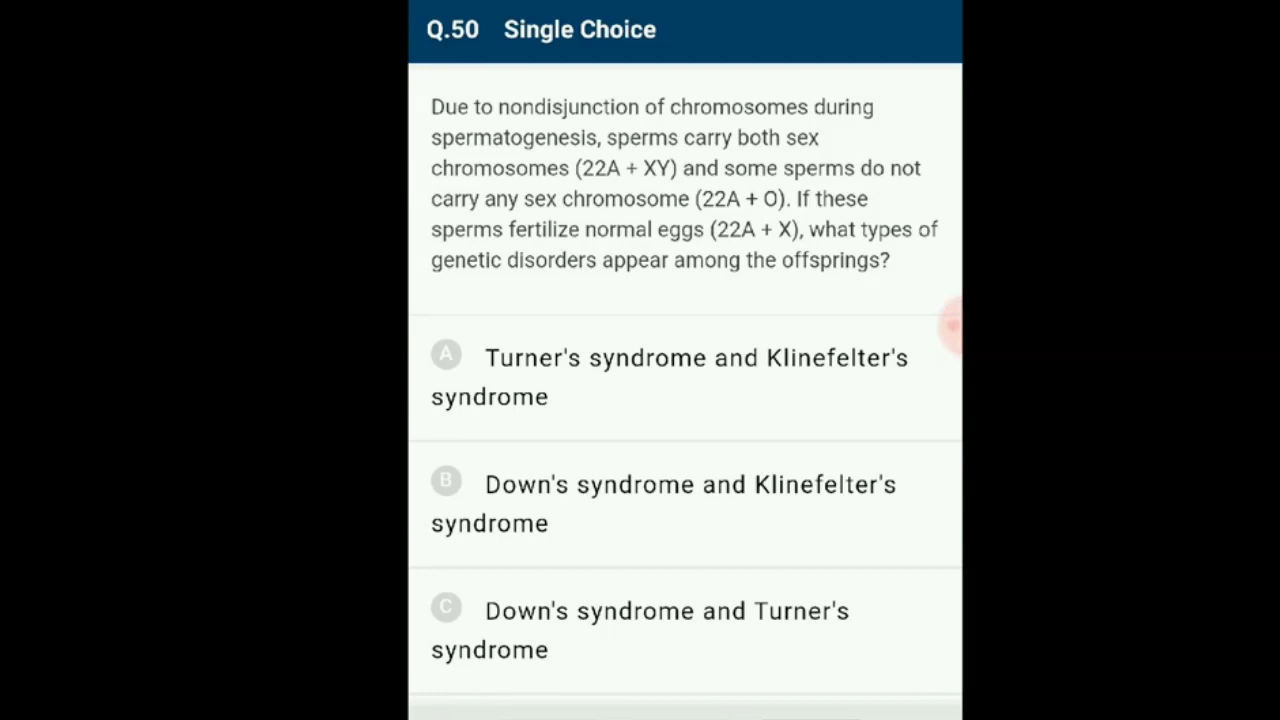 Q.50 Single Choice
Due to nondisjunction of chromosomes during
spermatogenesis, sperms carry both sex
chromosomes (22A + XY) and some sperms do not
carry any sex chromosome (22A + O). If these
sperms fertilize normal eggs (22A + X), what types of
genetic disorders appear among the offsprings?
A Turner's syndrome and Klinefelter's
syndrome
B Down's syndrome and Klinefelter's
syndrome
C Down's syndrome and Turner's
syndrome